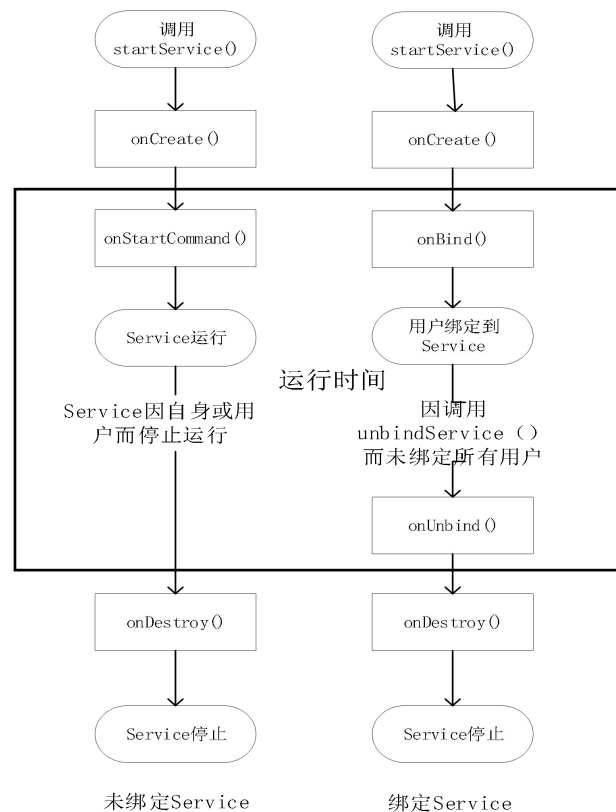 调用
startService()
onCreate()
onStartCommand()
Service运行
Service因自身或用
户而停止运行
onDestroy()
Service停止
未绑定Service
运行时间
调用
startService()
onCreate()
onBind()
用户绑定到
Service
因调用
unbindService（）
而未绑定所有用户
onUnbind()
onDestroy()
Service停止
绑定Service